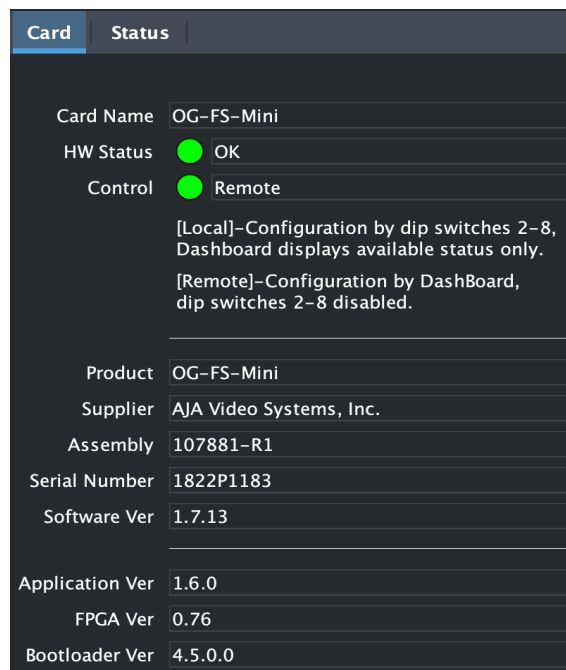 Card Status
Card Name OG-FS-Mini
HW Status OK
Control Remote
[Local]-Configuration by dip switches 2-8,
Dashboard displays available status only.
[Remote]-Configuration by DashBoard,
dip switches 2-8 disabled.
Product OG-FS-Mini
Supplier AJA Video Systems, Inc.
Assembly 107881-R1
Serial Number 1822P1183
Software Ver 1.7.13
Application Ver 1.6.0
FPGA Ver 0.76
Bootloader Ver 4.5.0.0